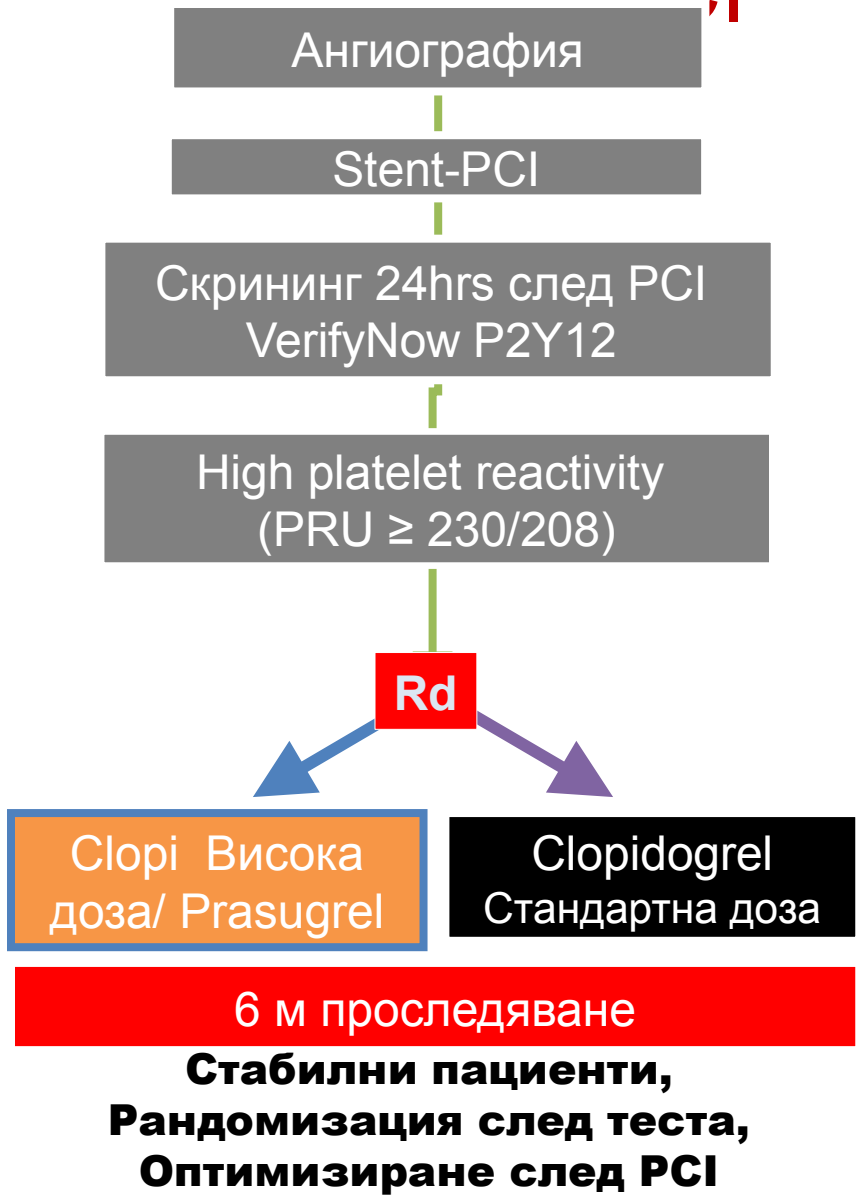 Ангиография
Stent-PCI
Скрининг 24hrs след PCI
VerifyNow P2Y12
High platelet reactivity
(PRU ≥ 230/208)
Rd
Clopi Висока
доза/ Prasugrel
Clopidogrel
Стандартна доза
6 м проследяване
Стабилни пациенти,
Рандомизация след теста,
Оптимизиране след PCI